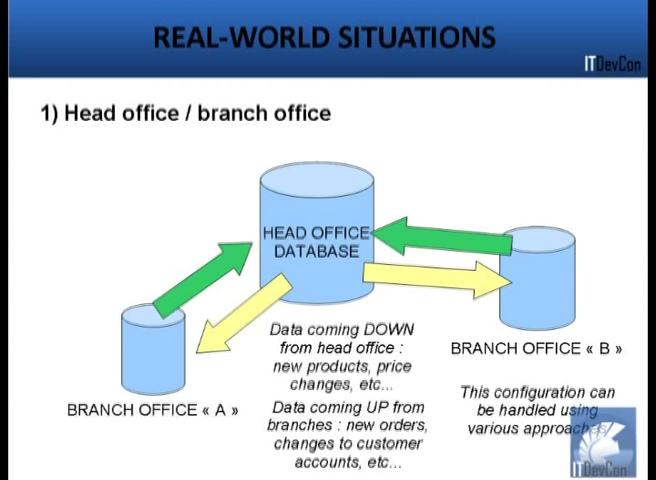 REAL-WORLD SITUATIONS
ITDevCon
1) Head office / branch office
HEAD OFFICE
DATABASE
Data coming DOWN
from head office :
new products, price
changes, etc...
Data coming UP from
branches : new orders,
changes to customer
accounts, etc...
BRANCH OFFICE « A »
BRANCH OFFICE « B »
This configuration can
be handled using
various approaches
ITDevCon